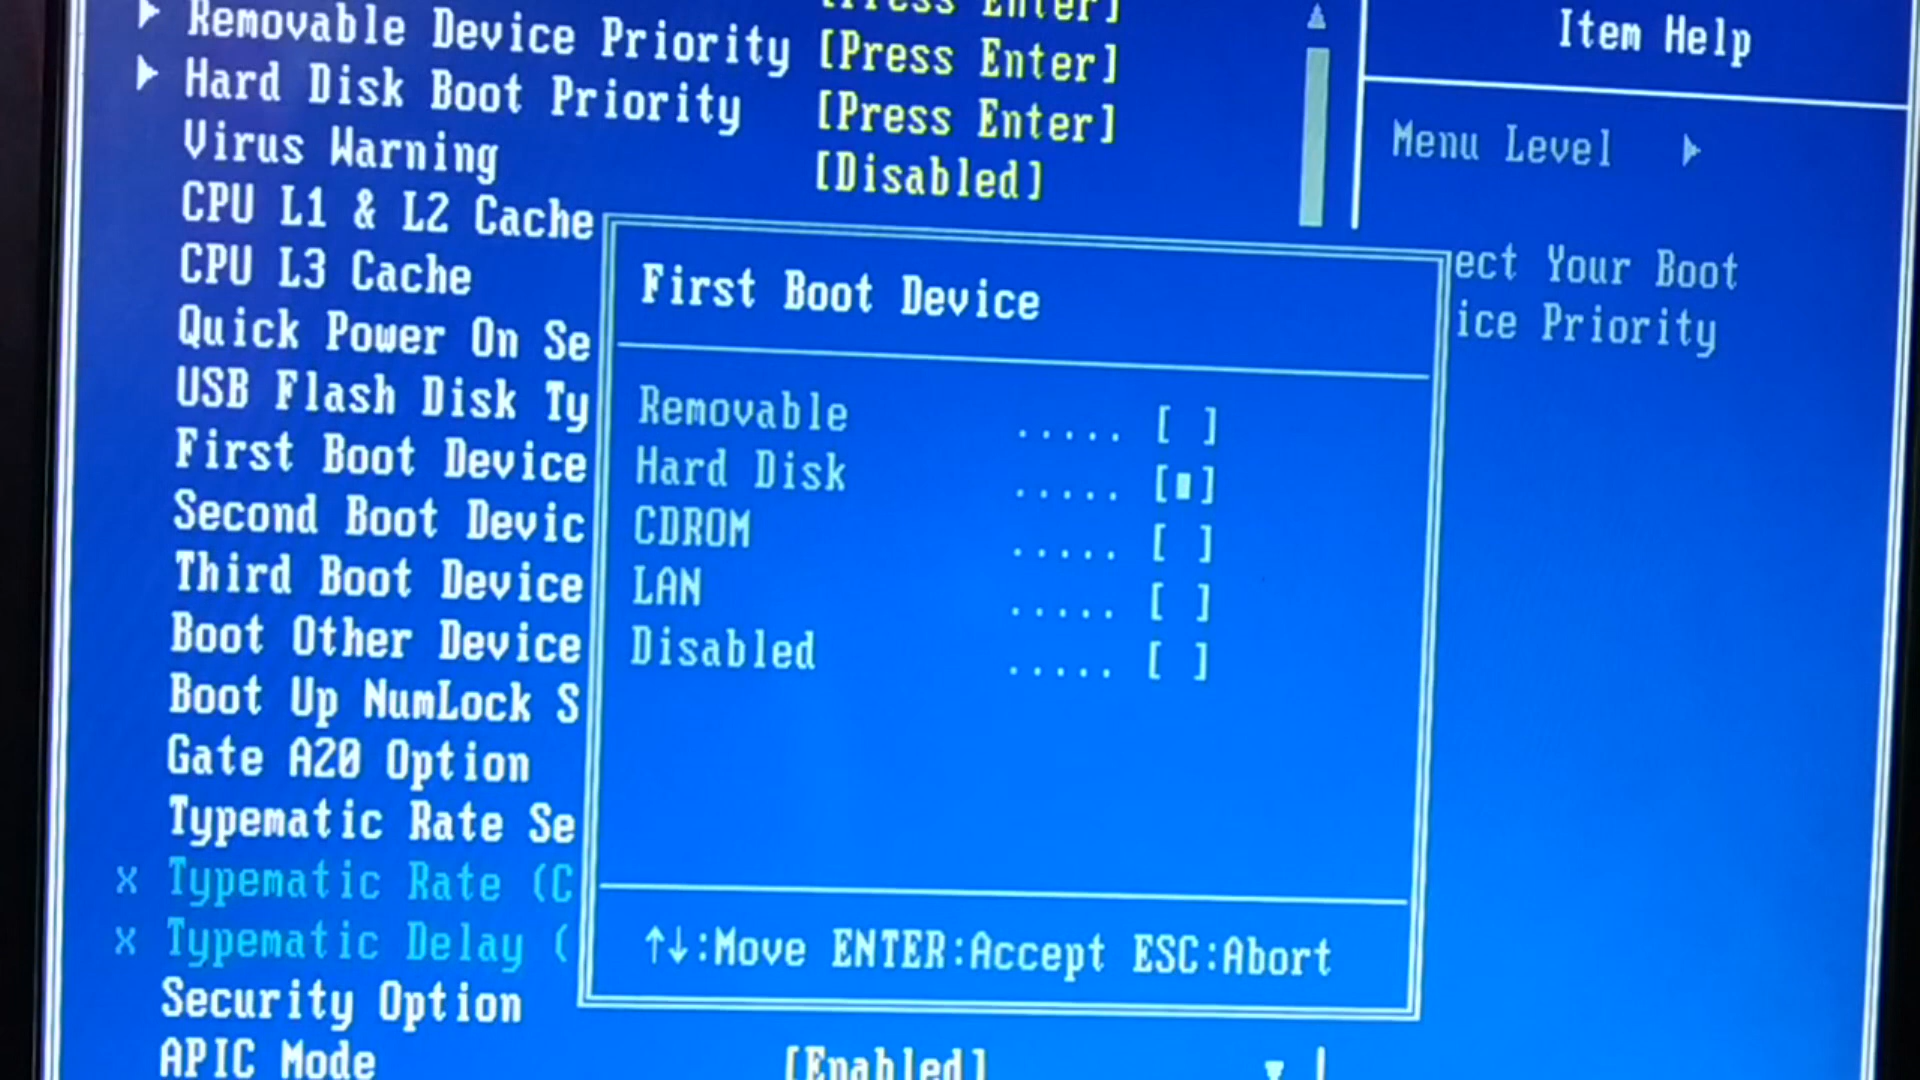 [Press Enter]
Removable Device Priority [Press Enter]
Hard Disk Boot Priority [Press Enter]
Virus Warning [Disabled]
CPU L1 & L2 Cache
CPU L3 Cache
Quick Power On Se
USB Flash Disk Ty
First Boot Device
Second Boot Devic
Third Boot Device
Boot Other Device
Boot Up NumLock S
Gate A20 Option
Typematic Rate Se
x Typematic Rate (C
x Typematic Delay (
Security Option
APIC Mode [Enabled]
First Boot Device
Removable ..... [ ]
Hard Disk ..... [■]
CDROM ..... [ ]
LAN ..... [ ]
Disabled ..... [ ]
↑↓:Move ENTER:Accept ESC:Abort
Item Help
Menu Level ▶
ect Your Boot
ice Priority